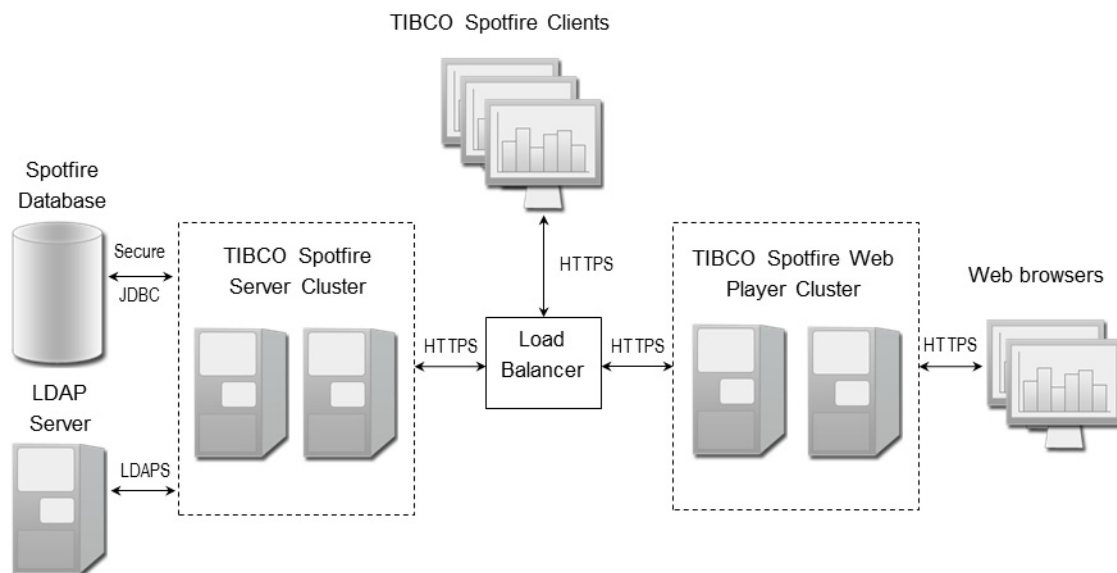 TIBCO Spotfire Clients
Spotfire
Database
Secure
JDBC
TIBCO Spotfire
Server Cluster
HTTPS
HTTPS
Load
Balancer
HTTPS
TIBCO Spotfire Web
Player Cluster
HTTPS
Web browsers
LDAP
Server
LDAPS